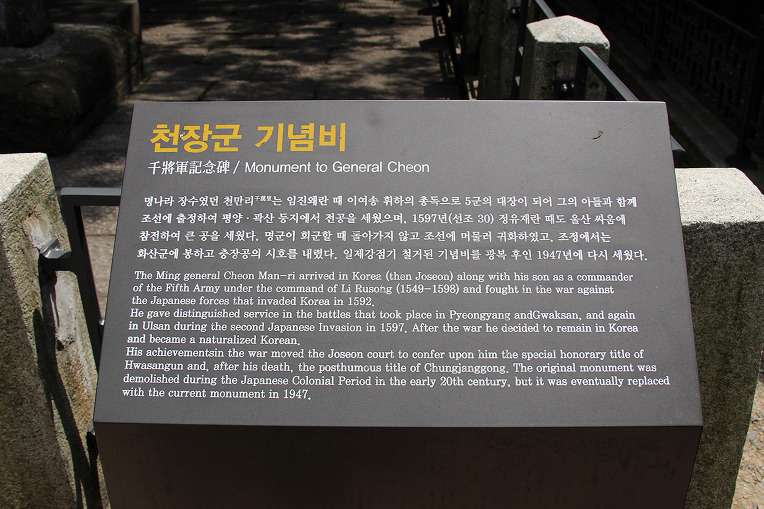 천장군 기념비
千將軍記念碑 / Monument to General Cheon
명나라 장수였던 천만리千萬里는 임진왜란 때 이여송 휘하의 총독으로 5군의 대장이 되어 그의 아들과 함께
조선에 출정하여 평양·곽산 등지에서 전공을 세웠으며, 1597년(선조 30) 정유재란 때도 울산 싸움에
참전하여 큰 공을 세웠다. 명군이 회군할 때 돌아가지 않고 조선에 머물러 귀화하였고, 조정에서는
화산군에 봉하고 충장공의 시호를 내렸다. 일제강점기 철거된 기념비를 광복 후인 1947년에 다시 세웠다.
The Ming general Cheon Man-ri arrived in Korea (then Joseon) along with his son as a commander
of the Fifth Army under the command of Li Rusong (1549-1598) and fought in the war against
the Japanese forces that invaded Korea in 1592.
He gave distinguished service in the battles that took place in Pyeongyang andGwaksan, and again
in Ulsan during the second Japanese Invasion in 1597. After the war he decided to remain in Korea
and became a naturalized Korean.
His achievementsin the war moved the Joseon court to confer upon him the special honorary title of
Hwasangun and, after his death, the posthumous title of Chungjanggong. The original monument was
demolished during the Japanese Colonial Period in the early 20th century, but it was eventually replaced
with the current monument in 1947.